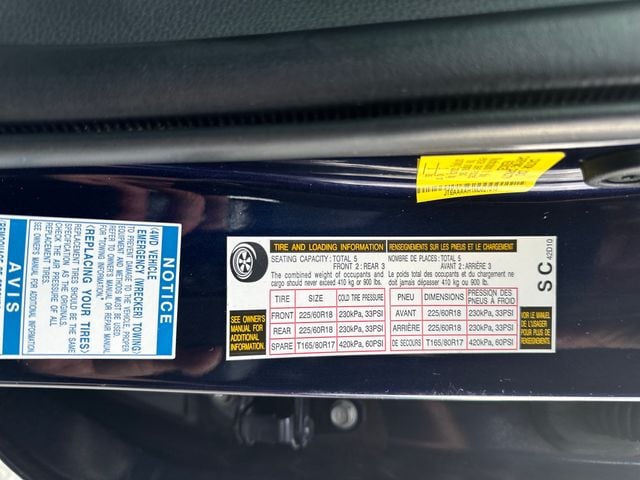 TIRE AND LOADING INFORMATION
RENSEIGNEMENTS SUR LES PNEUS ET LE CHARGEMENT
SEATING CAPACITY: TOTAL 5
FRONT 2 : REAR 3
The combined weight of occupants and
cargo should never exceed 410 kg or 900 lbs.
NOMBRE DE PLACES: TOTAL 5
AVANT 2 : ARRIÈRE 3
Le poids total des occupants et du chargement ne
doit jamais dépasser 410 kg ou 900 lb.
SEE OWNER'S
MANUAL FOR
ADDITIONAL
INFORMATION.
TIRE SIZE COLD TIRE PRESSURE
FRONT 225/60R18 230kPa, 33PSI
REAR 225/60R18 230kPa, 33PSI
SPARE T165/80R17 420kPa, 60PSI
PNEU DIMENSIONS PRESSION DES PNEUS À FROID
AVANT 225/60R18 230kPa, 33PSI
ARRIÈRE 225/60R18 230kPa, 33PSI
DE SECOURS T165/80R17 420kPa, 60PSI
VOIR LE MANUEL
DE L'USAGER
POUR PLUS DE
RENSEIGNEMENTS
SC
42D10
NOTICE
(4WD VEHICLE
EMERGENCY (WRECKER) TOWING)
TO PREVENT DAMAGE TO 4WD VEHICLE, PROPER
EQUIPMENT AND METHODS MUST BE USED.
REFER TO OWNER'S MANUAL OR REPAIR MANUAL
FOR "TOWING INFORMATION".
(REPLACING YOUR TIRES)
REPLACEMENT TIRES SHOULD BE THE SAME
SPECIFICATION AS THE ORIGINALS.
CHECK AIR PRESSURE OF ALL
REPLACEMENT TIRES.
SEE OWNER'S MANUAL FOR ADDITIONAL INFORMATION
AVIS